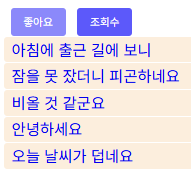 좋아요 조회수
아침에 출근 길에 보니
잠을 못 잤더니 피곤하네요
비올 것 같군요
안녕하세요
오늘 날씨가 덥네요